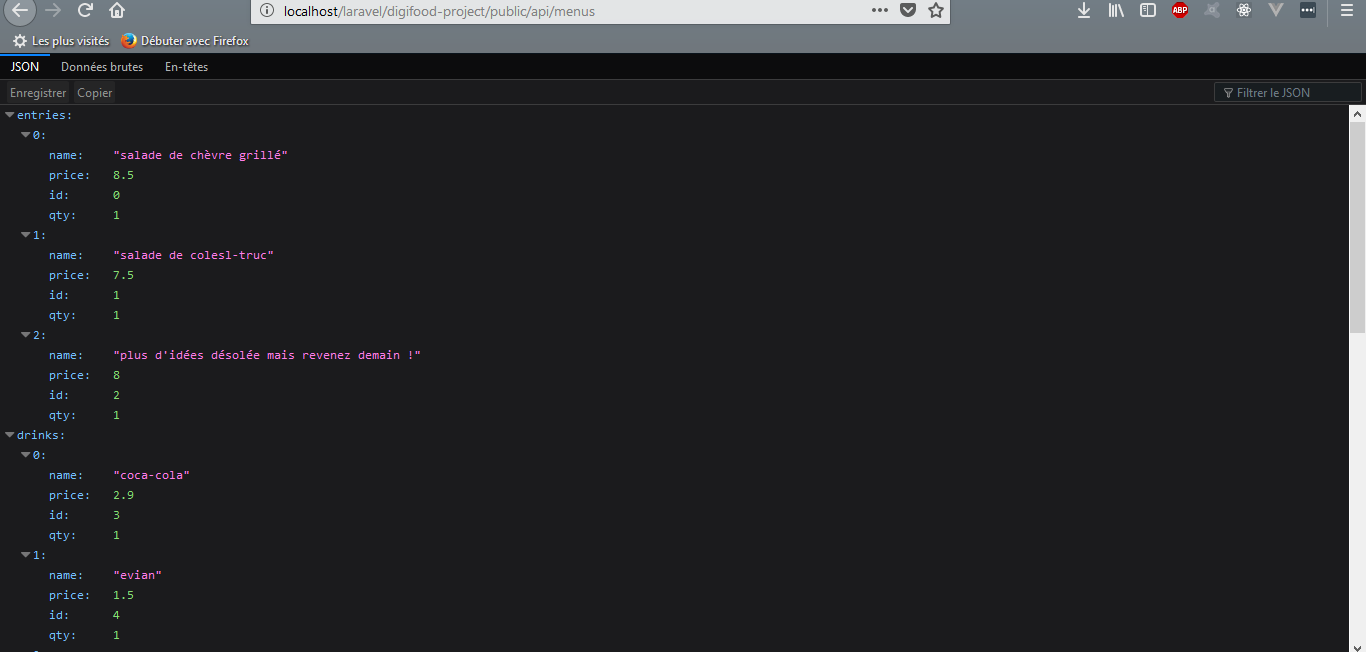 localhost/laravel/digifood-project/public/api/menus
ABP
Les plus visités Débuter avec Firefox
JSON Données brutes En-têtes
Enregistrer Copier Filtrer le JSON
entries:
0:
name: "salade de chèvre grillé"
price: 8.5
id: 0
qty: 1
1:
name: "salade de colesl-truc"
price: 7.5
id: 1
qty: 1
2:
name: "plus d'idées désolée mais revenez demain !"
price: 8
id: 2
qty: 1
drinks:
0:
name: "coca-cola"
price: 2.9
id: 3
qty: 1
1:
name: "evian"
price: 1.5
id: 4
qty: 1